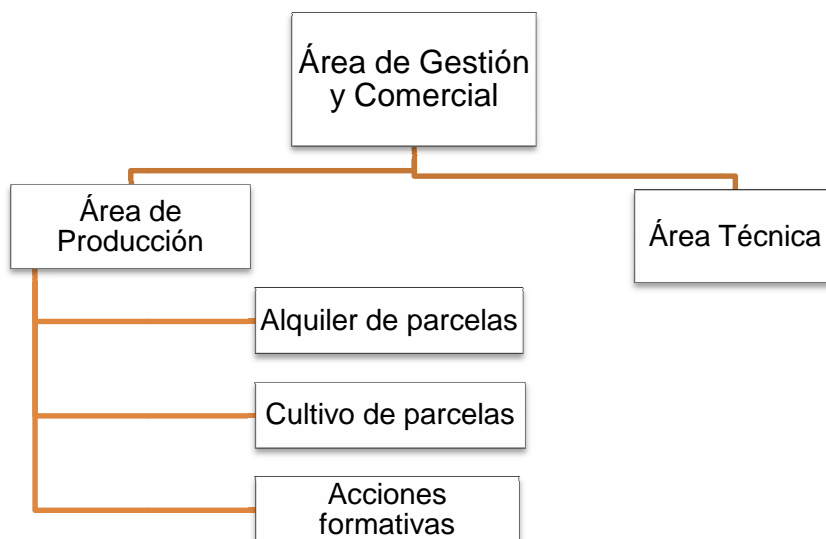 Área de Gestión
y Comercial
Área de
Producción
Área Técnica
Alquiler de parcelas
Cultivo de parcelas
Acciones
formativas